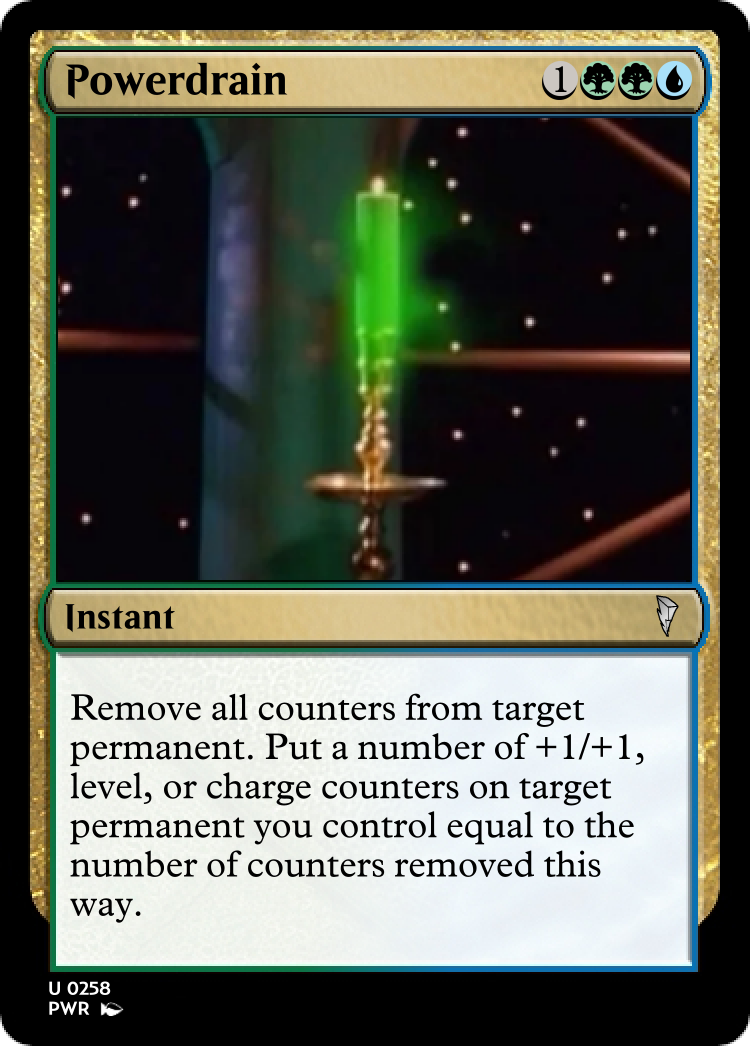 Powerdrain 1
Instant
Remove all counters from target
permanent. Put a number of +1/+1,
level, or charge counters on target
permanent you control equal to the
number of counters removed this
way.
U 0258
PWR